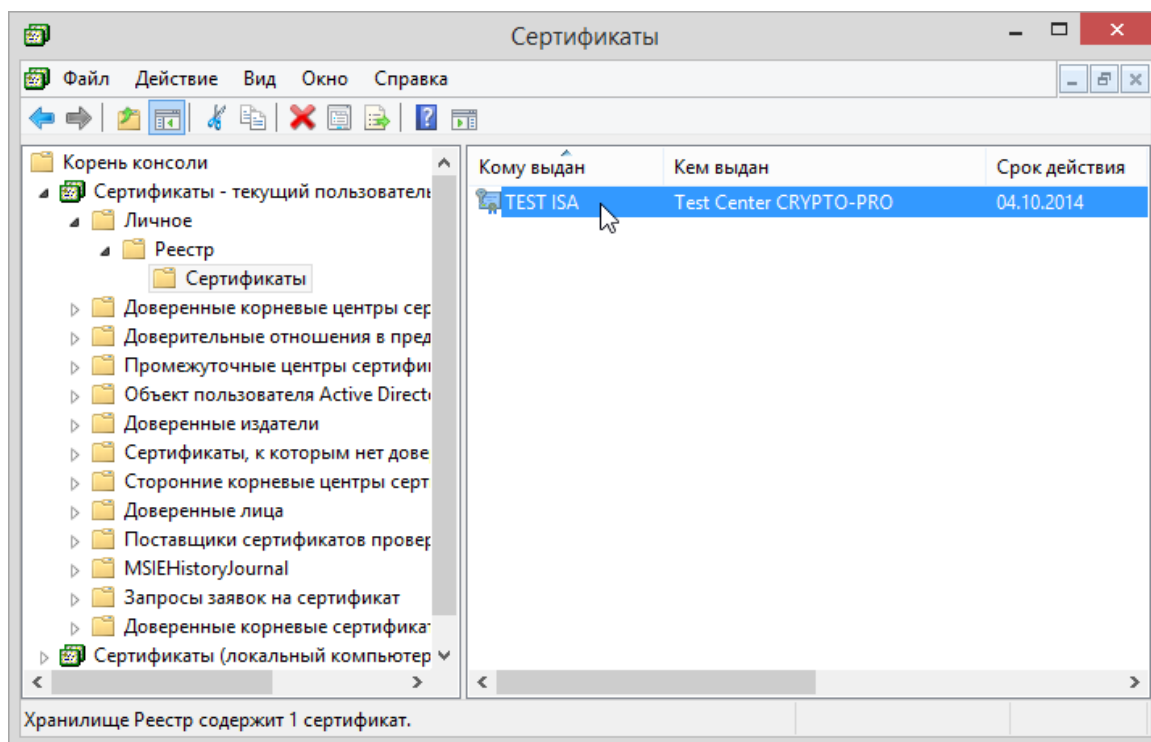 Сертификаты
Файл Действие Вид Окно Справка
Корень консоли
Сертификаты - текущий пользователь
Личное
Реестр
Сертификаты
Доверенные корневые центры сер
Доверительные отношения в пред
Промежуточные центры сертифи
Объект пользователя Active Direct
Доверенные издатели
Сертификаты, к которым нет дове
Сторонние корневые центры серт
Доверенные лица
Поставщики сертификатов провер
MSIEHistoryJournal
Запросы заявок на сертификат
Доверенные корневые сертифика
Сертификаты (локальный компьютер
Кому выдан Кем выдан Срок действия
TEST ISA Test Center CRYPTO-PRO 04.10.2014
Хранилище Реестр содержит 1 сертификат.